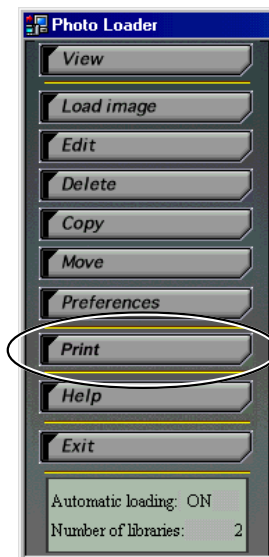 Photo Loader
View
Load image
Edit
Delete
Copy
Move
Preferences
Print
Help
Exit
Automatic loading: ON
Number of libraries: 2